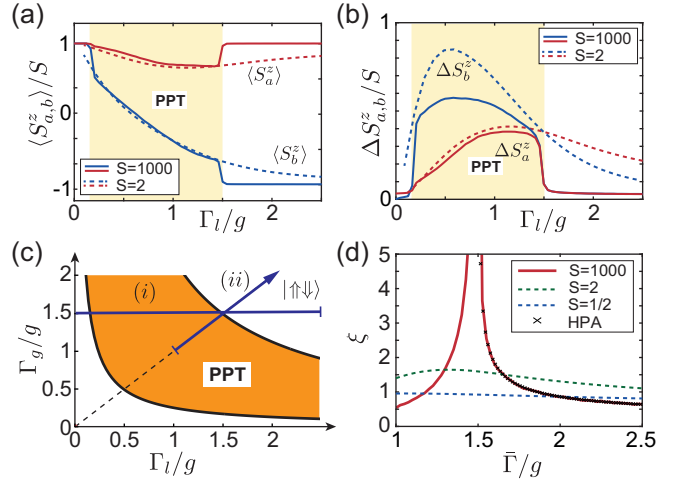 (a)
⟨S^z_{a,b}⟩/S
1
0
-1
⟨S^z_a⟩
PPT
⟨S^z_b⟩
S=1000
S=2
0 1 2
Γ_l/g
(b)
ΔS^z_{a,b}/S
1
0
S=1000
S=2
ΔS^z_b
ΔS^z_a
PPT
0 1 2
Γ_l/g
(c)
Γ_g/g
2
1.5
1
0.5
0
(i)
(ii)
|⇑⇓⟩
PPT
0 0.5 1 1.5 2
Γ_l/g
(d)
ξ
5
4
3
2
1
0
S=1000
S=2
S=1/2
HPA
1 1.5 2 2.5
Γ̄/g